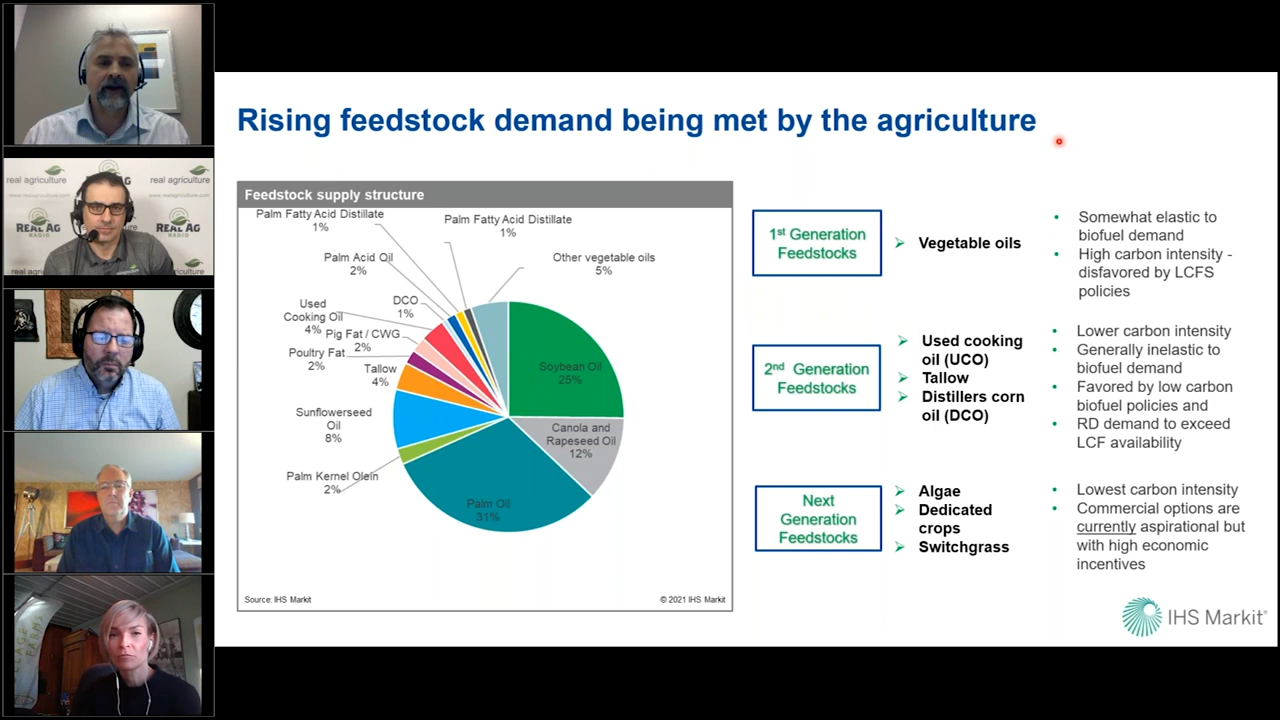 Rising feedstock demand being met by the agriculture
Feedstock supply structure
Palm Fatty Acid Distillate
1%
Palm Fatty Acid Distillate
1%
Palm Acid Oil
2%
Other vegetable oils
5%
DCO
1%
Used
Cooking Oil
4%
Pig Fat / CWG
2%
Poultry Fat
2%
Tallow
4%
Sunflowerseed
Oil
8%
Palm Kernel Olein
2%
Palm Oil
31%
Soybean Oil
25%
Canola and
Rapeseed Oil
12%
Source: IHS Markit
© 2021 IHS Markit
1st Generation
Feedstocks
Vegetable oils
Somewhat elastic to
biofuel demand
High carbon intensity -
disfavored by LCFS
policies
2nd Generation
Feedstocks
Used cooking
oil (UCO)
Tallow
Distillers corn
oil (DCO)
Lower carbon intensity
Generally inelastic to
biofuel demand
Favored by low carbon
biofuel policies and
RD demand to exceed
LCF availability
Next
Generation
Feedstocks
Algae
Dedicated
crops
Switchgrass
Lowest carbon intensity
Commercial options are
currently aspirational but
with high economic
incentives
IHS Markit
real agriculture
real agriculture
REAL AG
RADIO
REAL AG
RADIO